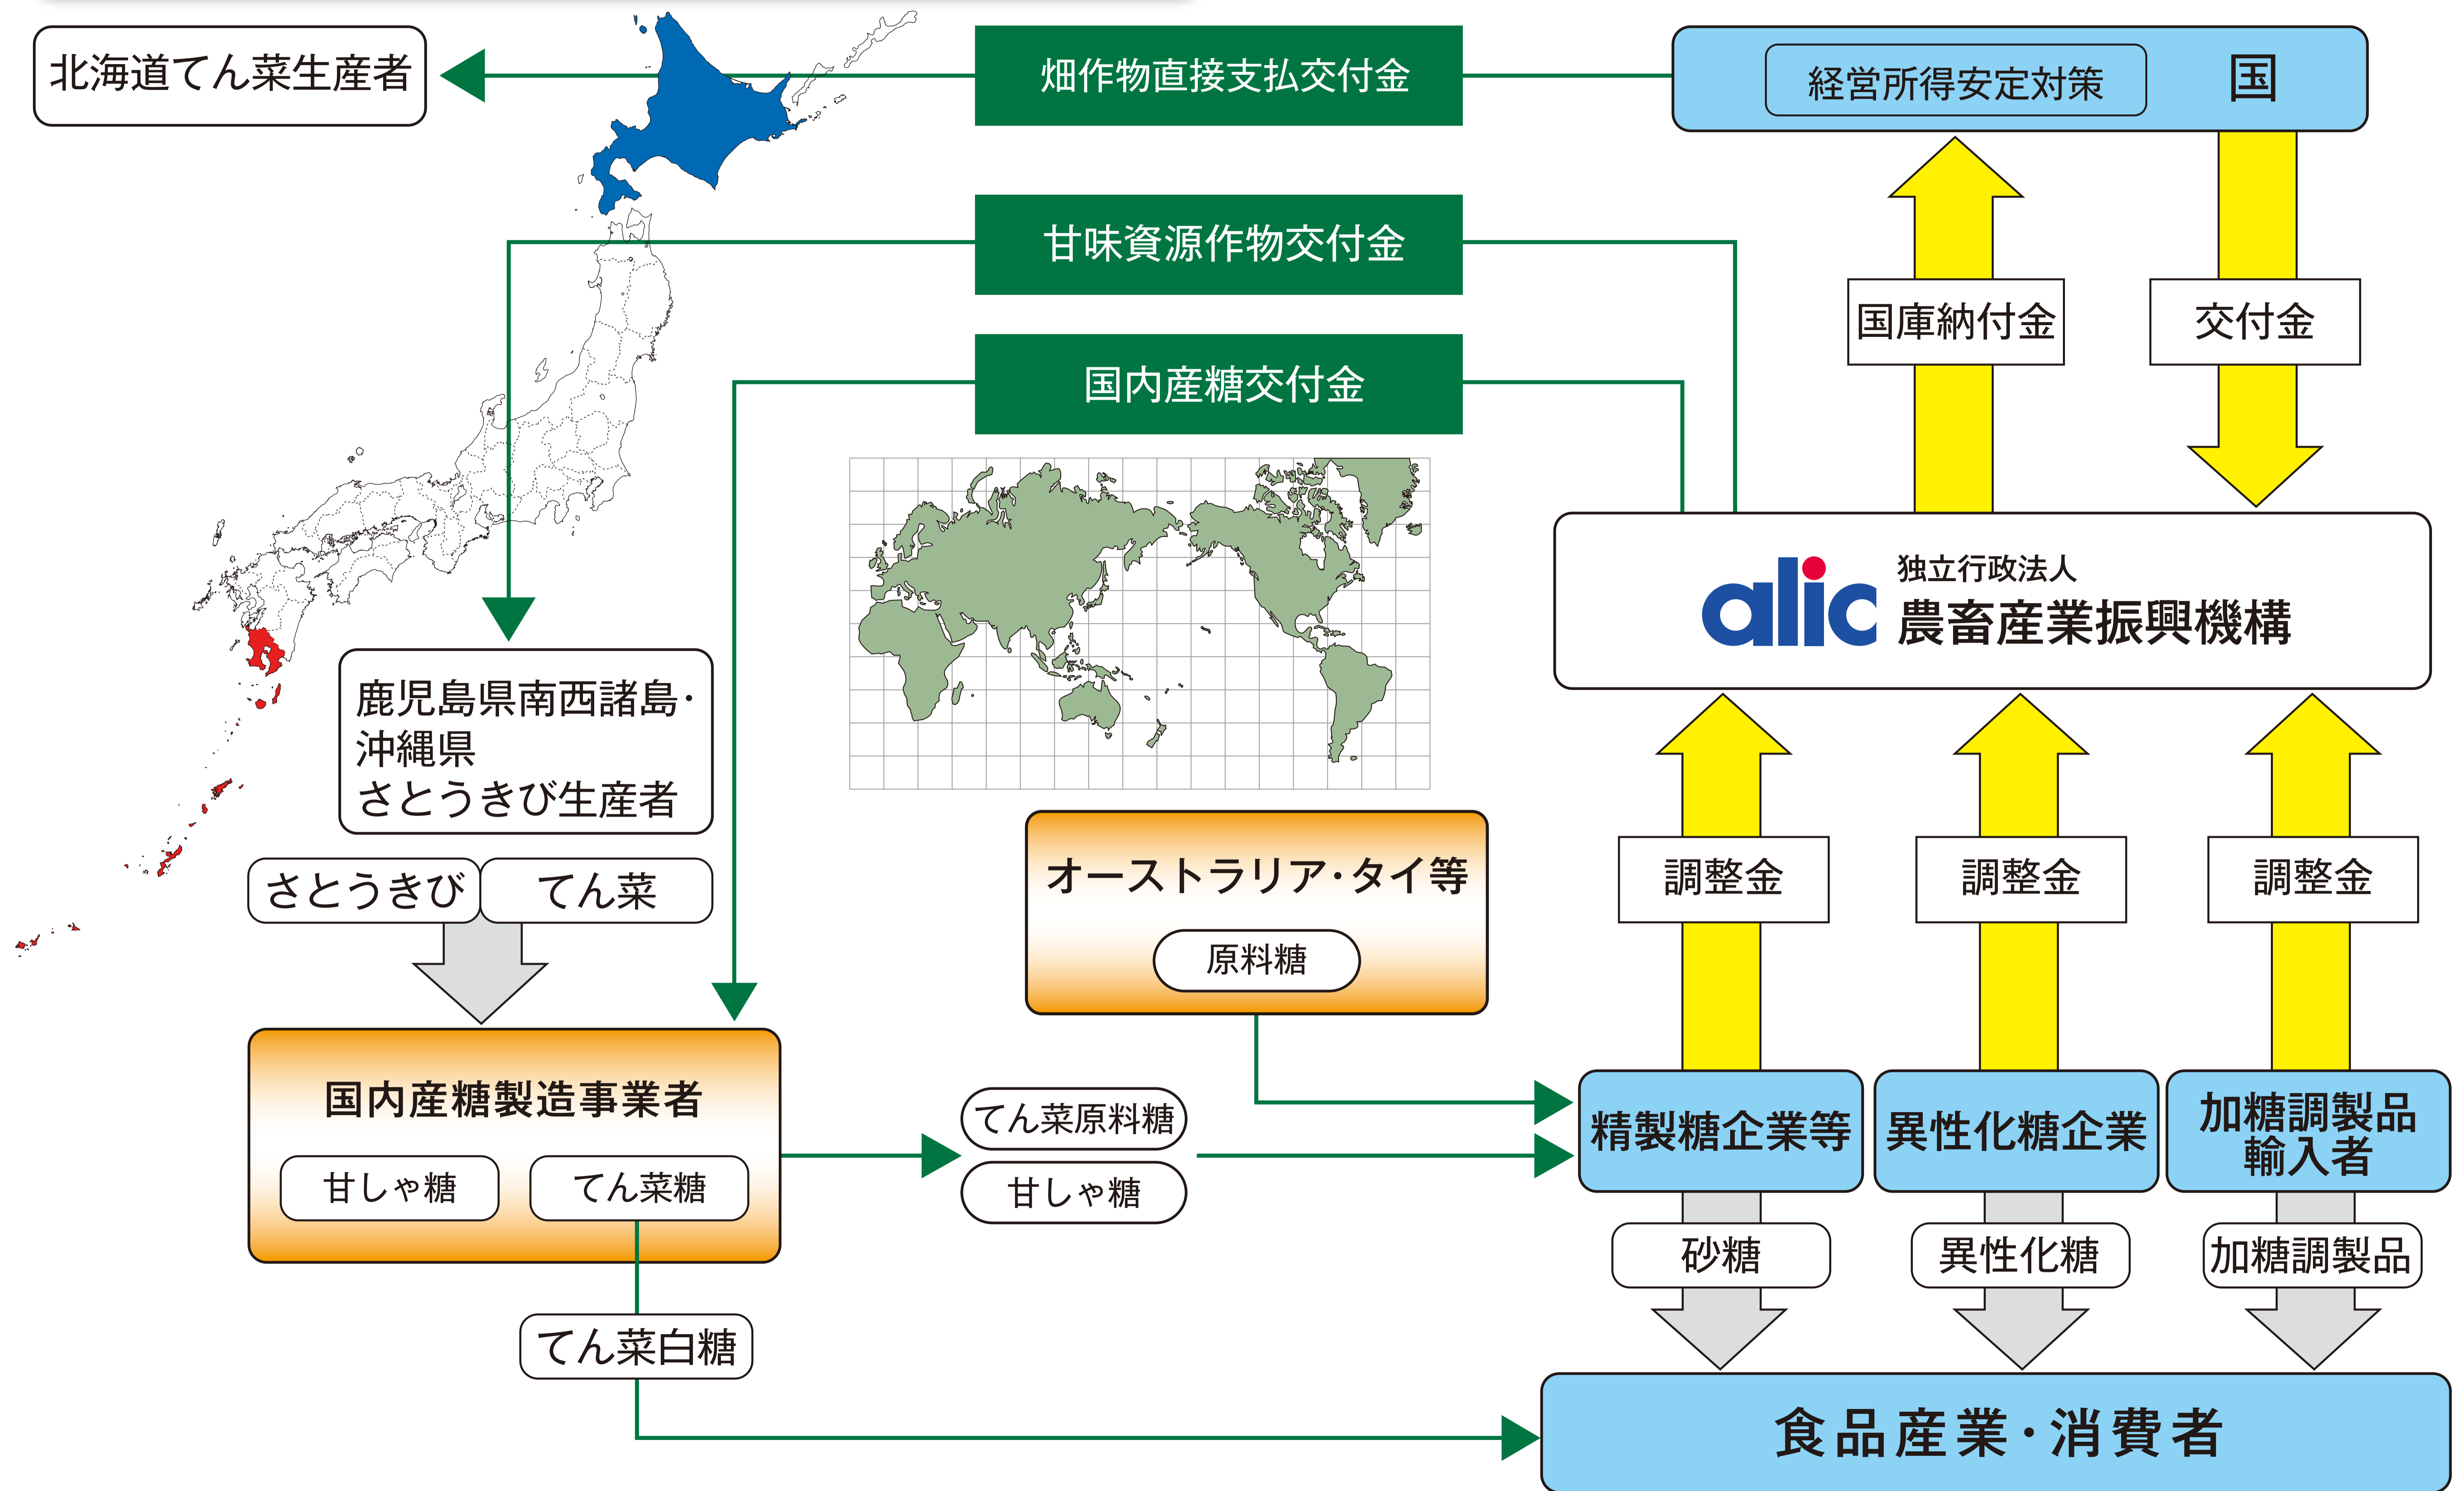 北海道てん菜生産者
畑作物直接支払交付金
経営所得安定対策
国
甘味資源作物交付金
国庫納付金
交付金
国内産糖交付金
alic
独立行政法人
農畜産業振興機構
鹿児島県南西諸島・
沖縄県
さとうきび生産者
さとうきび
てん菜
オーストラリア・タイ等
原料糖
調整金
調整金
調整金
国内産糖製造事業者
甘しゃ糖
てん菜糖
てん菜原料糖
甘しゃ糖
精製糖企業等
異性化糖企業
加糖調製品
輸入者
砂糖
異性化糖
加糖調製品
てん菜白糖
食品産業・消費者